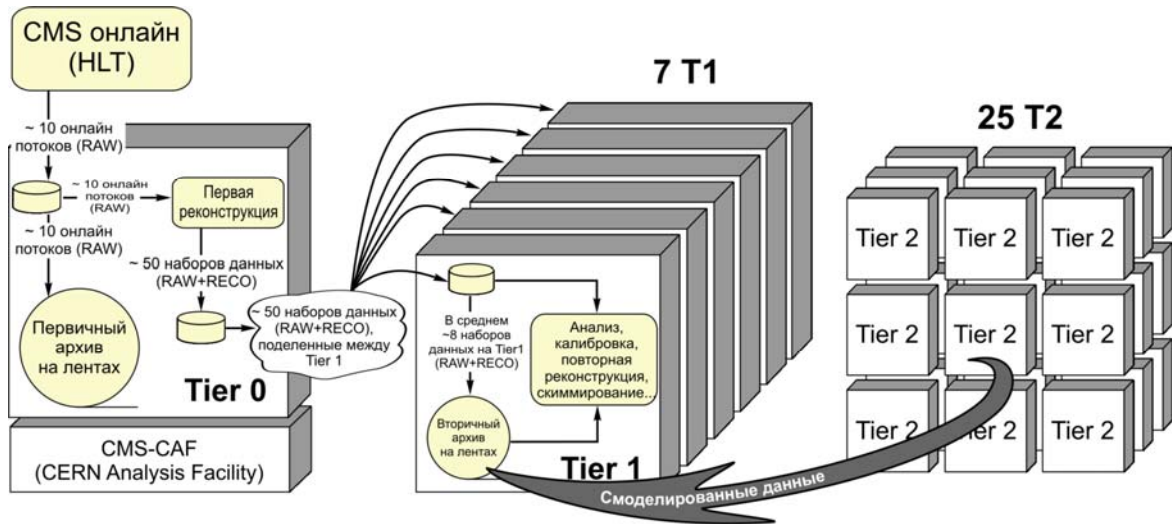 CMS онлайн
(HLT)
~ 10 онлайн
потоков (RAW)
~ 10 онлайн
потоков
(RAW)
Первая
реконструкция
~ 10 онлайн
потоков (RAW)
~ 50 наборов данных
(RAW+RECO)
Первичный
архив
на лентах
Tier 0
CMS-CAF
(CERN Analysis Facility)
~ 50 наборов данных
(RAW+RECO),
поделенные между
Tier 1
7 T1
В среднем
~8 наборов
данных на Tier1
(RAW+RECO)
Анализ,
калибровка,
повторная
реконструкция,
скиммирование...
Вторичный
архив
на лентах
Tier 1
25 T2
Tier 2
Tier 2
Tier 2
Tier 2
Tier 2
Tier 2
Tier 2
Tier 2
Tier 2
Смоделированные данные